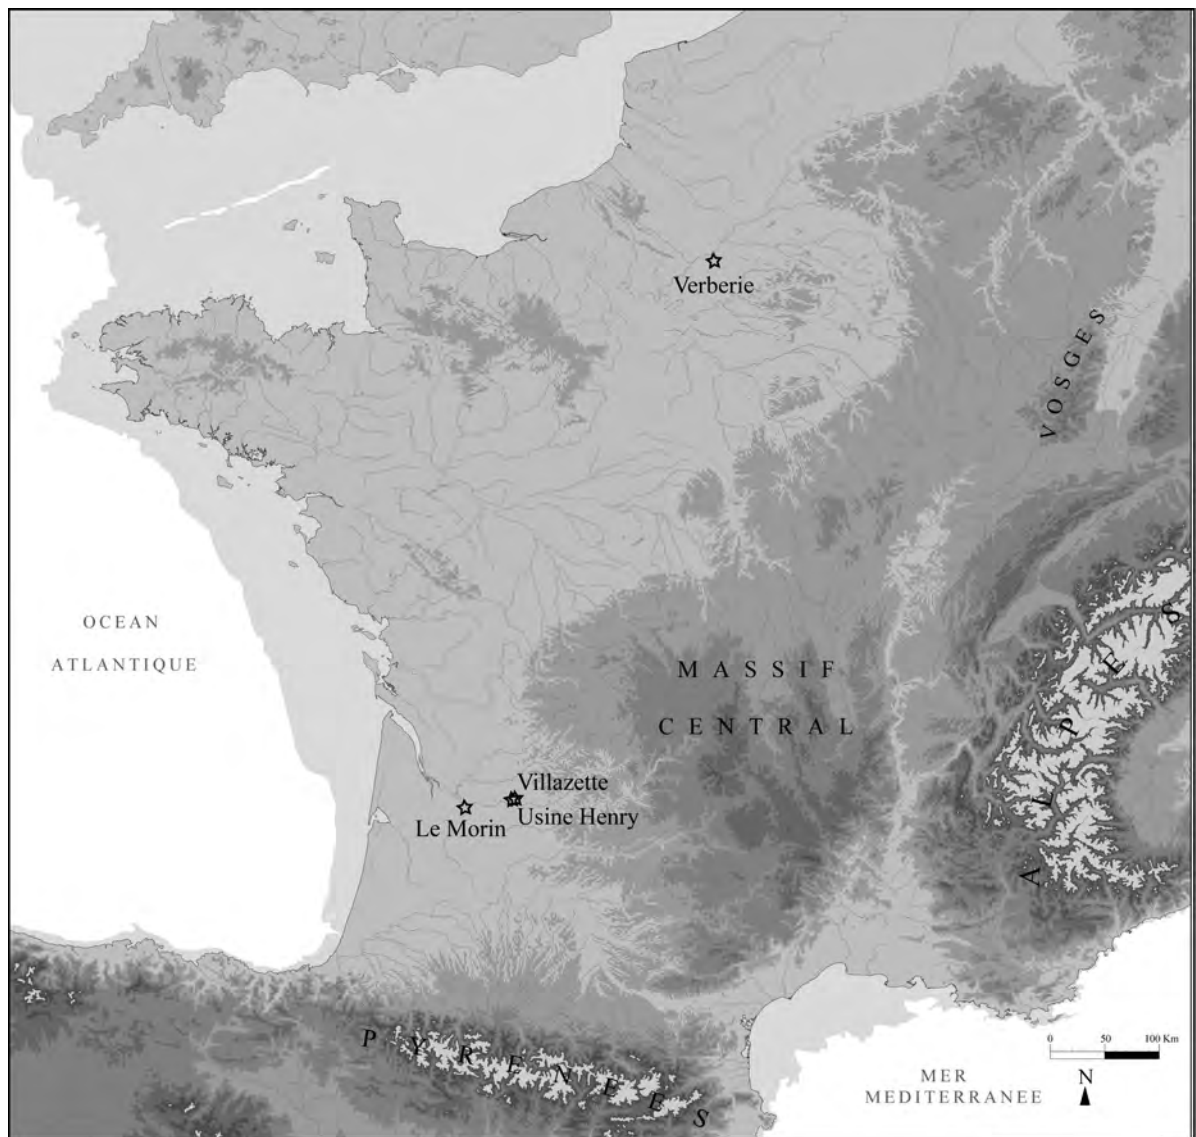 Verberie
VOSGES
OCEAN
ATLANTIQUE
MASSIF
CENTRAL
ALPES
Villazette
Usine Henry
Le Morin
PYRENEES
0 50 100 Km
N
MER
MEDITERRANEE